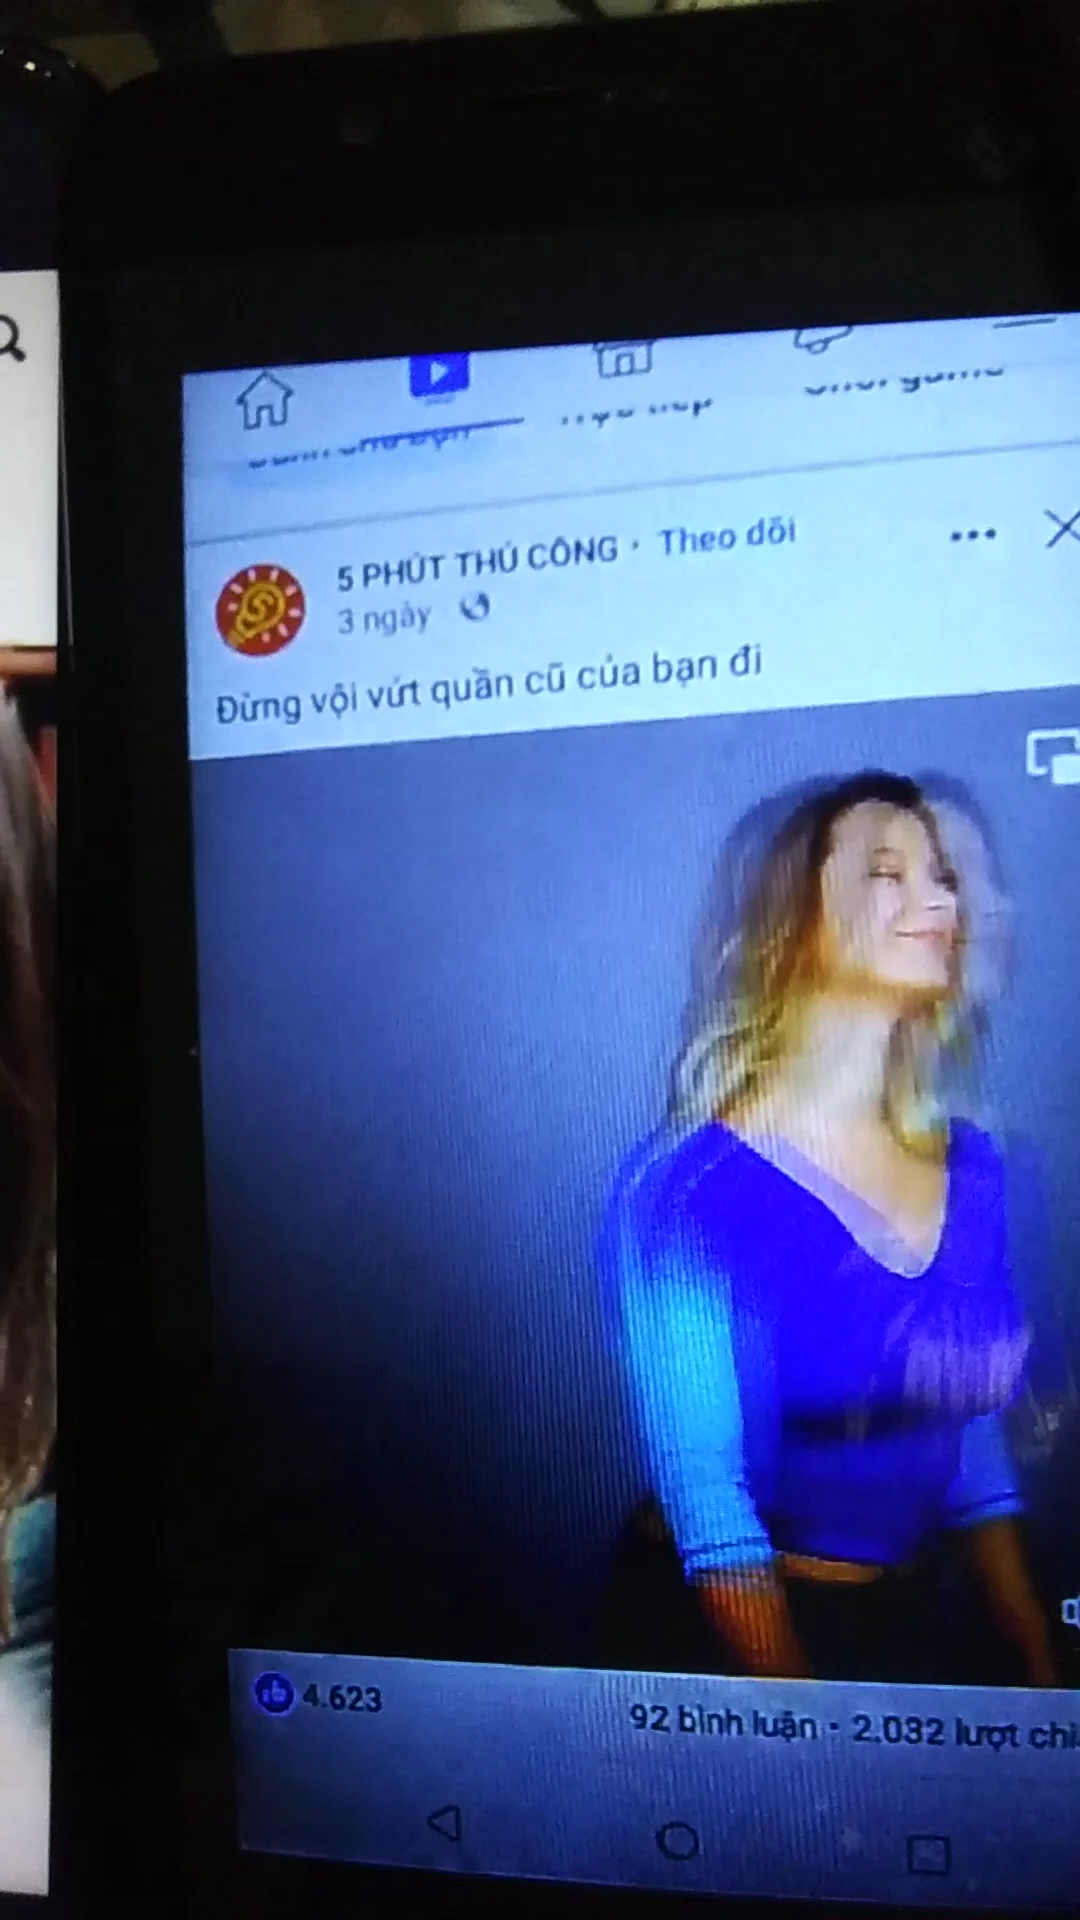 5 PHÚT THỦ CÔNG · Theo dõi
3 ngày
Đừng vội vứt quần cũ của bạn đi
4.623
92 bình luận · 2.032 lượt chi